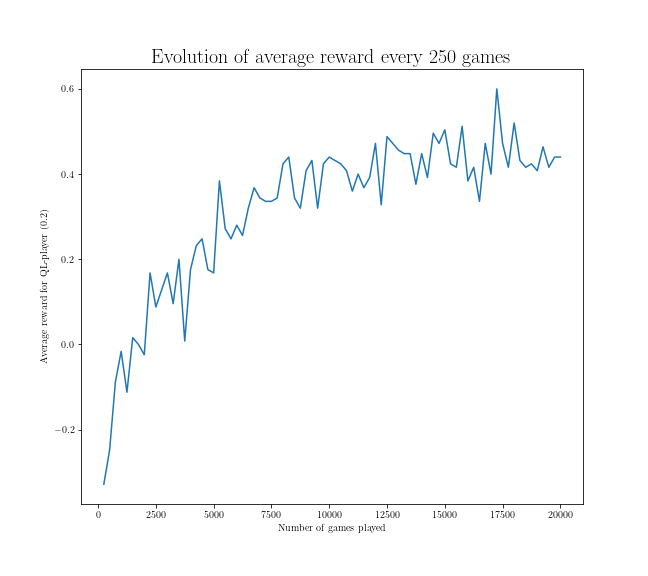 Evolution of average reward every 250 games
0.6
0.4
0.2
0.0
−0.2
Average reward for QL-player (0.2)
0 2500 5000 7500 10000 12500 15000 17500 20000
Number of games played